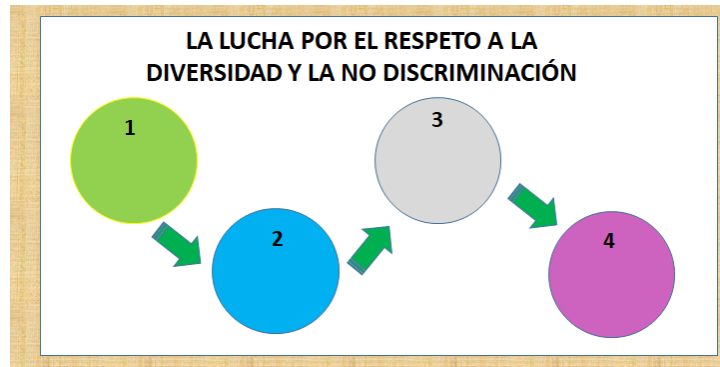 LA LUCHA POR EL RESPETO A LA
DIVERSIDAD Y LA NO DISCRIMINACIÓN
1
2
3
4